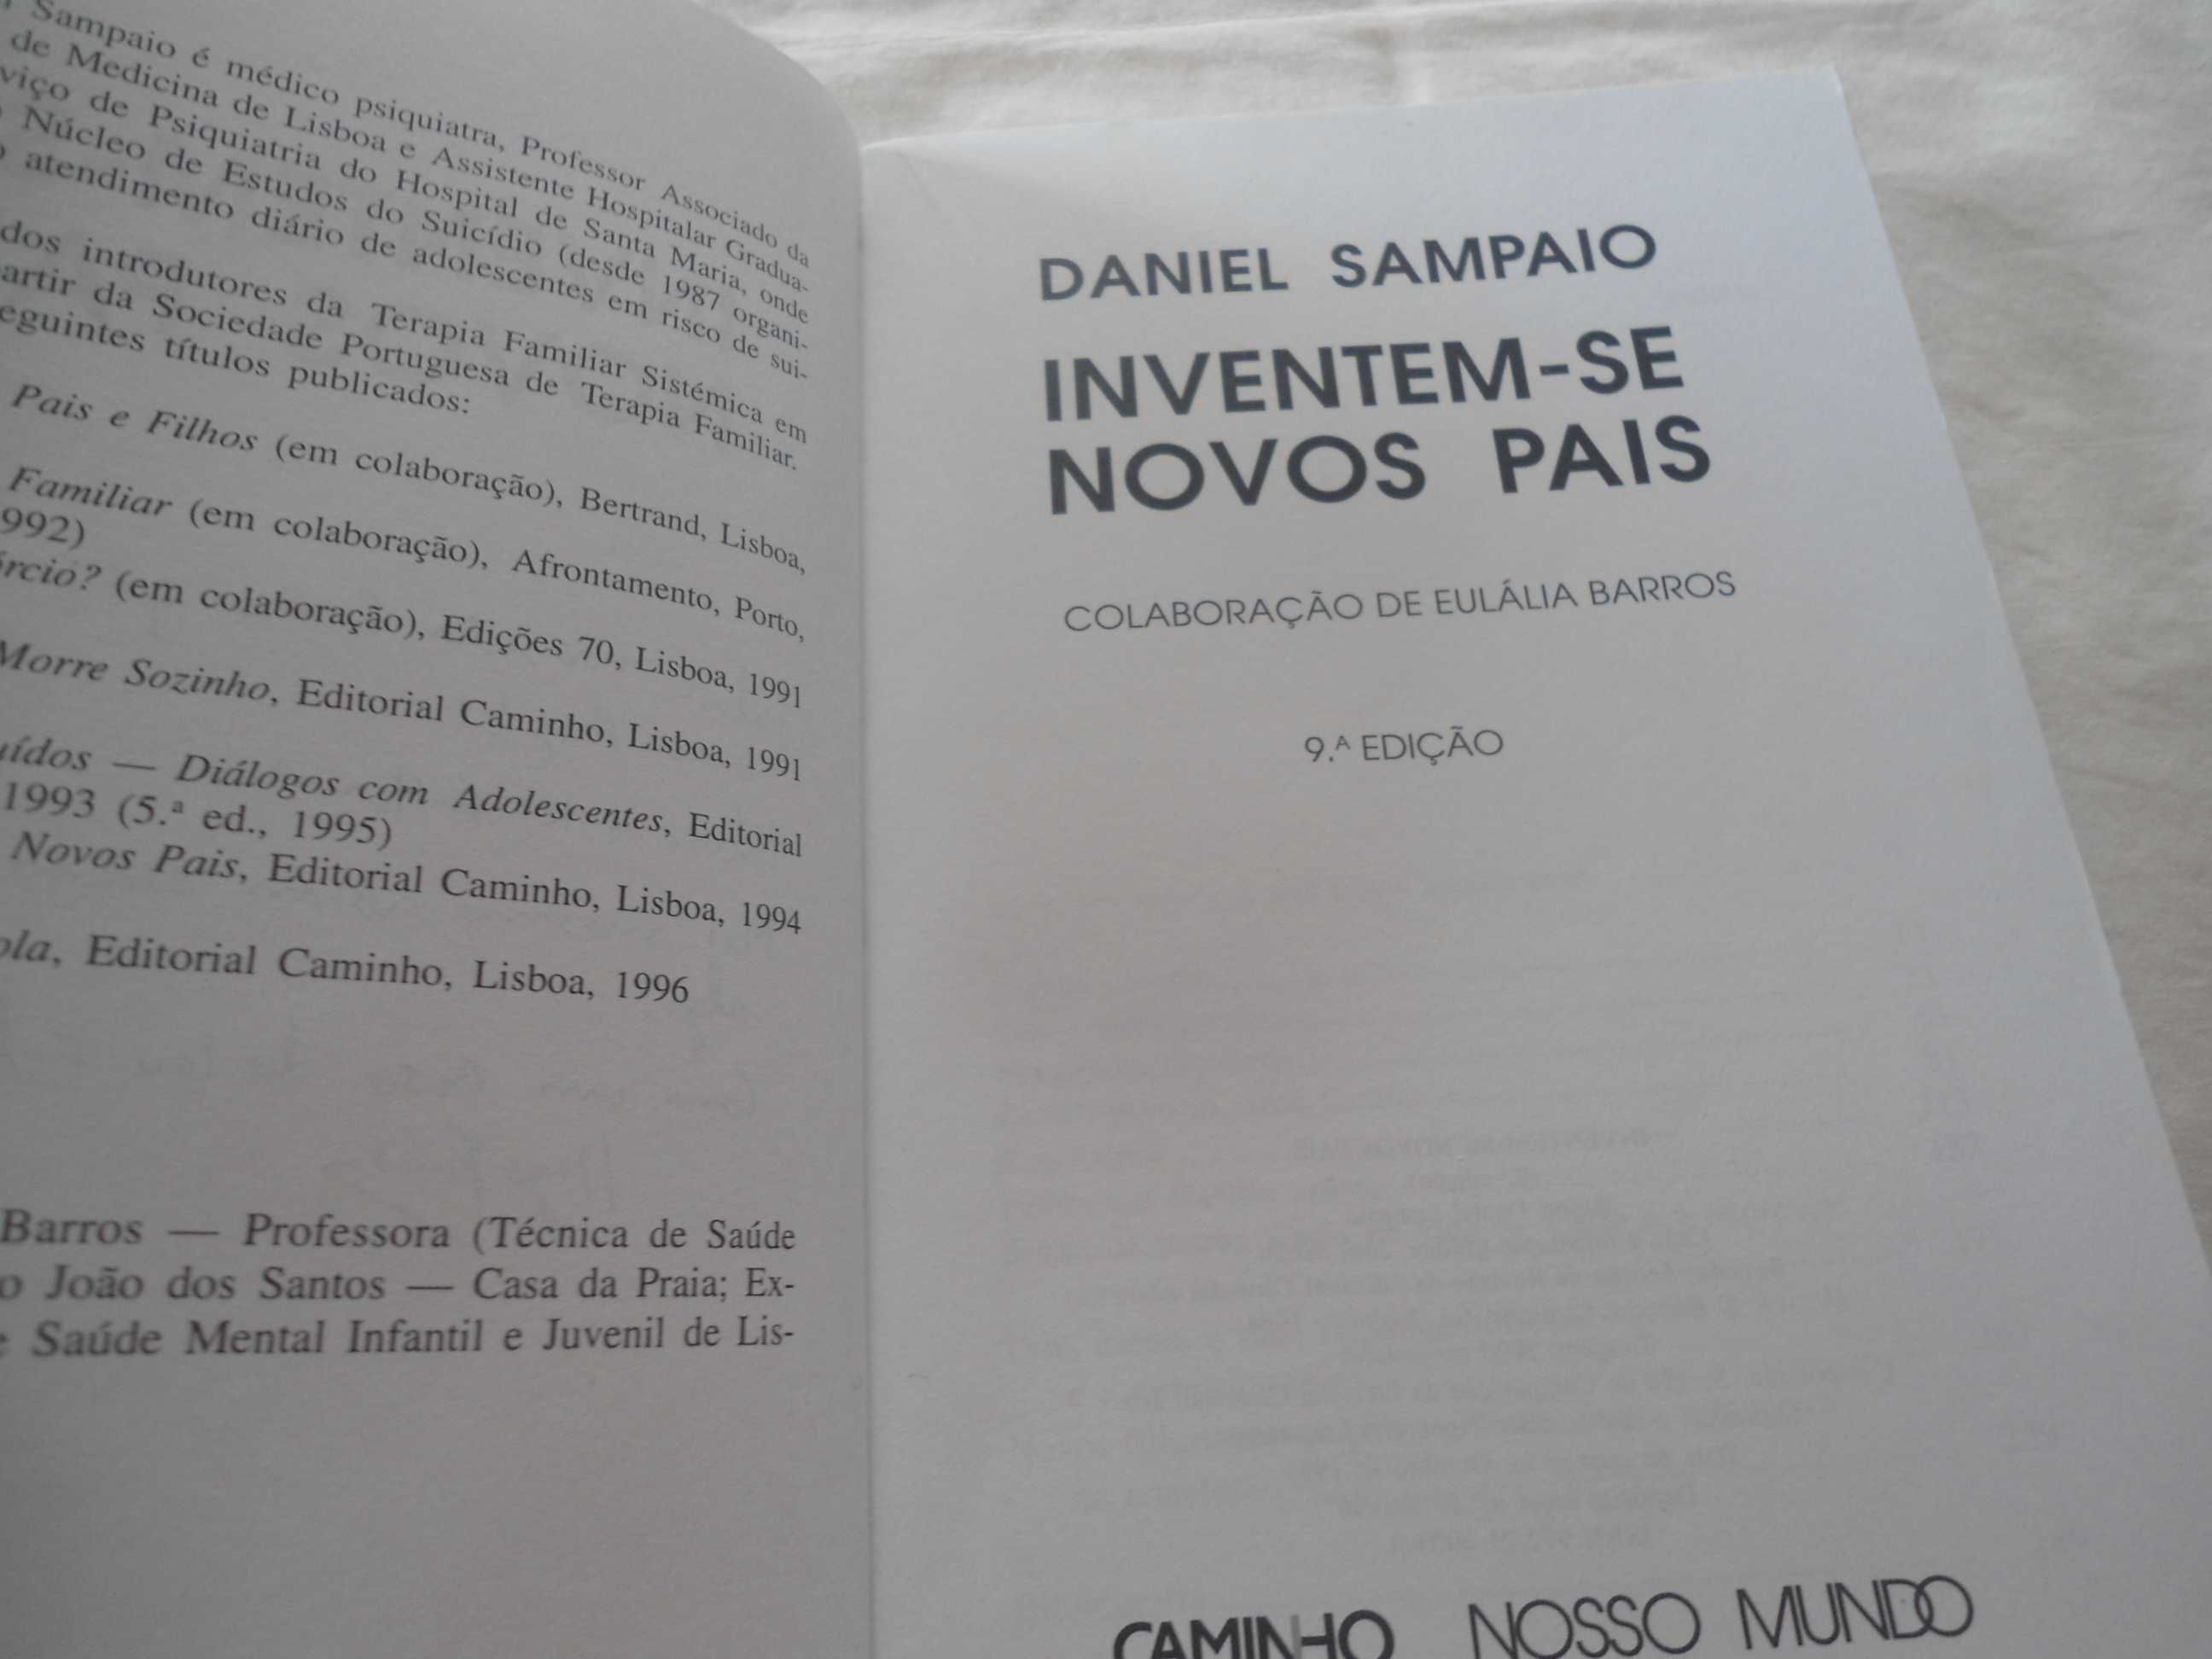 Sampaio é médico psiquiatra, Professor Associado da
de Medicina de Lisboa e Assistente Hospitalar Gradua-
viço de Psiquiatria do Hospital de Santa Maria, onde
Núcleo de Estudos do Suicídio (desde 1987 organi-
atendimento diário de adolescentes em risco de sui-
dos introdutores da Terapia Familiar Sistémica em
artir da Sociedade Portuguesa de Terapia Familiar.
eguintes títulos publicados:
Pais e Filhos (em colaboração), Bertrand, Lisboa,
Familiar (em colaboração), Afrontamento, Porto,
992)
órcio? (em colaboração), Edições 70, Lisboa, 1991
Morre Sozinho, Editorial Caminho, Lisboa, 1991
uídos — Diálogos com Adolescentes, Editorial
1993 (5.ª ed., 1995)
Novos Pais, Editorial Caminho, Lisboa, 1994
ola, Editorial Caminho, Lisboa, 1996
Barros — Professora (Técnica de Saúde
o João dos Santos — Casa da Praia; Ex-
e Saúde Mental Infantil e Juvenil de Lis-
DANIEL SAMPAIO
INVENTEM-SE
NOVOS PAIS
COLABORAÇÃO DE EULÁLIA BARROS
9.ª EDIÇÃO
CAMINHO NOSSO MUNDO